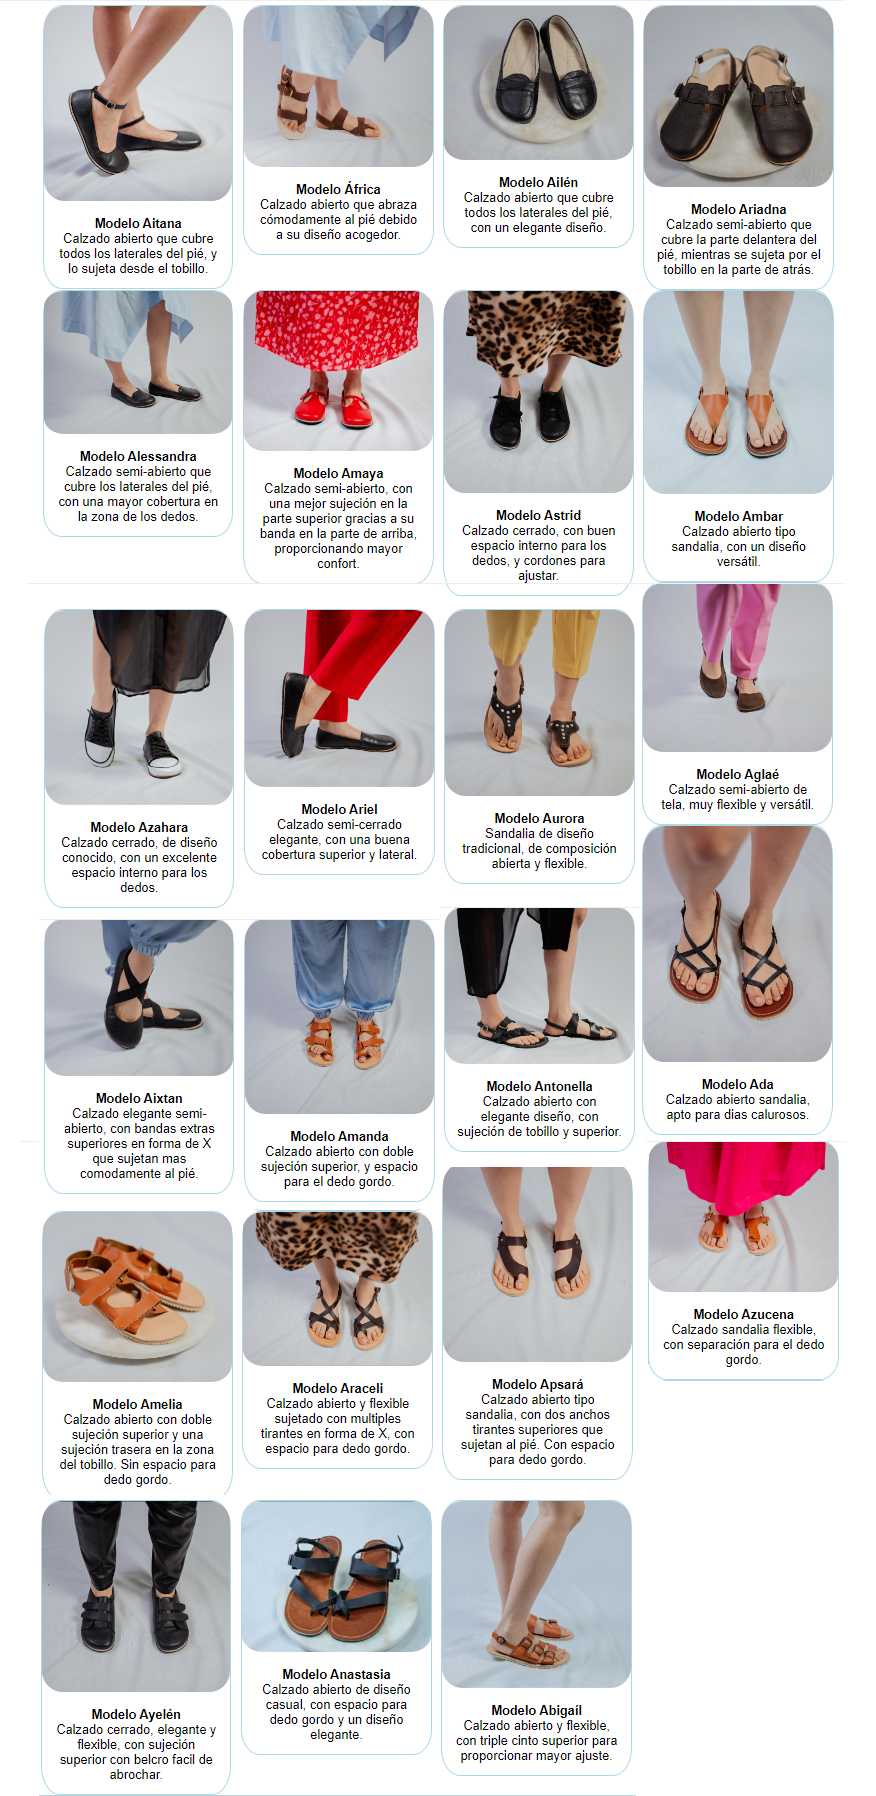 Modelo Aitana
Calzado abierto que cubre
todos los laterales del pié, y
lo sujeta desde el tobillo.
Modelo África
Calzado abierto que abraza
cómodamente al pié debido
a su diseño acogedor.
Modelo Ailén
Calzado abierto que cubre
todos los laterales del pié,
con un elegante diseño.
Modelo Ariadna
Calzado semi-abierto que
cubre la parte delantera del
pié, mientras se sujeta por el
tobillo en la parte de atrás.
Modelo Alessandra
Calzado semi-abierto que
cubre los laterales del pié,
con una mayor cobertura en
la zona de los dedos.
Modelo Amaya
Calzado semi-abierto, con
una mejor sujeción en la
parte superior gracias a su
banda en la parte de arriba,
proporcionando mayor
confort.
Modelo Astrid
Calzado cerrado, con buen
espacio interno para los
dedos, y cordones para
ajustar.
Modelo Ambar
Calzado abierto tipo
sandalia, con un diseño
versátil.
Modelo Azahara
Calzado cerrado, de diseño
conocido, con un excelente
espacio interno para los
dedos.
Modelo Ariel
Calzado semi-cerrado
elegante, con una buena
cobertura superior y lateral.
Modelo Aurora
Sandalia de diseño
tradicional, de composición
abierta y flexible.
Modelo Aglaé
Calzado semi-abierto de
tela, muy flexible y versátil.
Modelo Aixtan
Calzado elegante semi-
abierto, con bandas extras
superiores en forma de X
que sujetan mas
comodamente al pié.
Modelo Amanda
Calzado abierto con doble
sujeción superior, y espacio
para el dedo gordo.
Modelo Antonella
Calzado abierto con
elegante diseño, con
sujeción de tobillo y superior.
Modelo Ada
Calzado abierto sandalia,
apto para dias calurosos.
Modelo Amelia
Calzado abierto con doble
sujeción superior y una
sujeción trasera en la zona
del tobillo. Sin espacio para
dedo gordo.
Modelo Araceli
Calzado abierto y flexible
sujetado con multiples
tirantes en forma de X, con
espacio para dedo gordo.
Modelo Apsará
Calzado abierto tipo
sandalia, con dos anchos
tirantes superiores que
sujetan al pié. Con espacio
para dedo gordo.
Modelo Azucena
Calzado sandalia flexible,
con separación para el dedo
gordo.
Modelo Ayelén
Calzado cerrado, elegante y
flexible, con sujeción
superior con belcro facil de
abrochar.
Modelo Anastasia
Calzado abierto de diseño
casual, con espacio para
dedo gordo y un diseño
elegante.
Modelo Abigaíl
Calzado abierto y flexible,
con triple cinto superior para
proporcionar mayor ajuste.